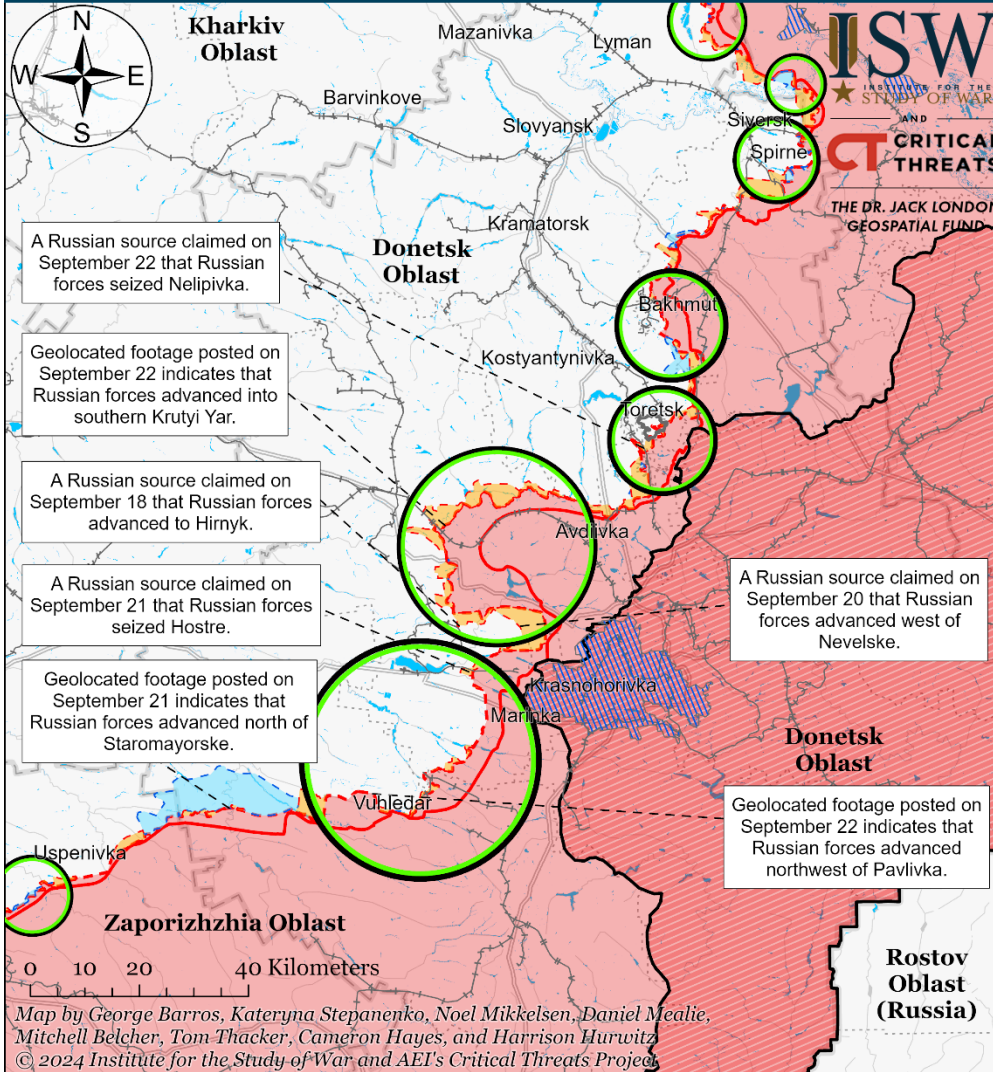 N
W E
S
Kharkiv
Oblast
Mazanivka
Lyman
ISW
INSTITUTE FOR THE
STUDY OF WAR
AND
CT CRITICAL
THREATS
THE DR. JACK LONDON
GEOSPATIAL FUND
Barvinkove
Slovyansk
Siversk
Spirne
Kramatorsk
Donetsk
Oblast
A Russian source claimed on
September 22 that Russian
forces seized Nelipivka.
Bakhmut
Kostyantynivka
Geolocated footage posted on
September 22 indicates that
Russian forces advanced into
southern Krutyi Yar.
Toretsk
A Russian source claimed on
September 18 that Russian forces
advanced to Hirnyk.
Avdiivka
A Russian source claimed on
September 21 that Russian forces
seized Hostre.
A Russian source claimed on
September 20 that Russian
forces advanced west of
Nevelske.
Geolocated footage posted on
September 21 indicates that
Russian forces advanced north of
Staromayorske.
Krasnohorivka
Marinka
Donetsk
Oblast
Vuhledar
Geolocated footage posted on
September 22 indicates that
Russian forces advanced
northwest of Pavlivka.
Uspenivka
Zaporizhzhia Oblast
Rostov
Oblast
(Russia)
0 10 20 40 Kilometers
Map by George Barros, Kateryna Stepanenko, Noel Mikkelsen, Daniel Mealie,
Mitchell Belcher, Tom Thacker, Cameron Hayes, and Harrison Hurwitz
© 2024 Institute for the Study of War and AEI's Critical Threats Project